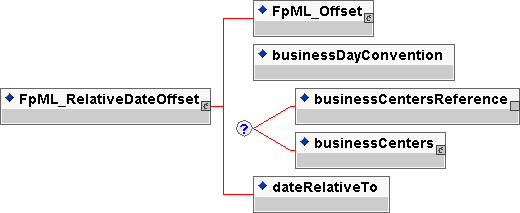 FpML_Offset
businessDayConvention
FpML_RelativeDateOffset
businessCentersReference
?
businessCenters
dateRelativeTo